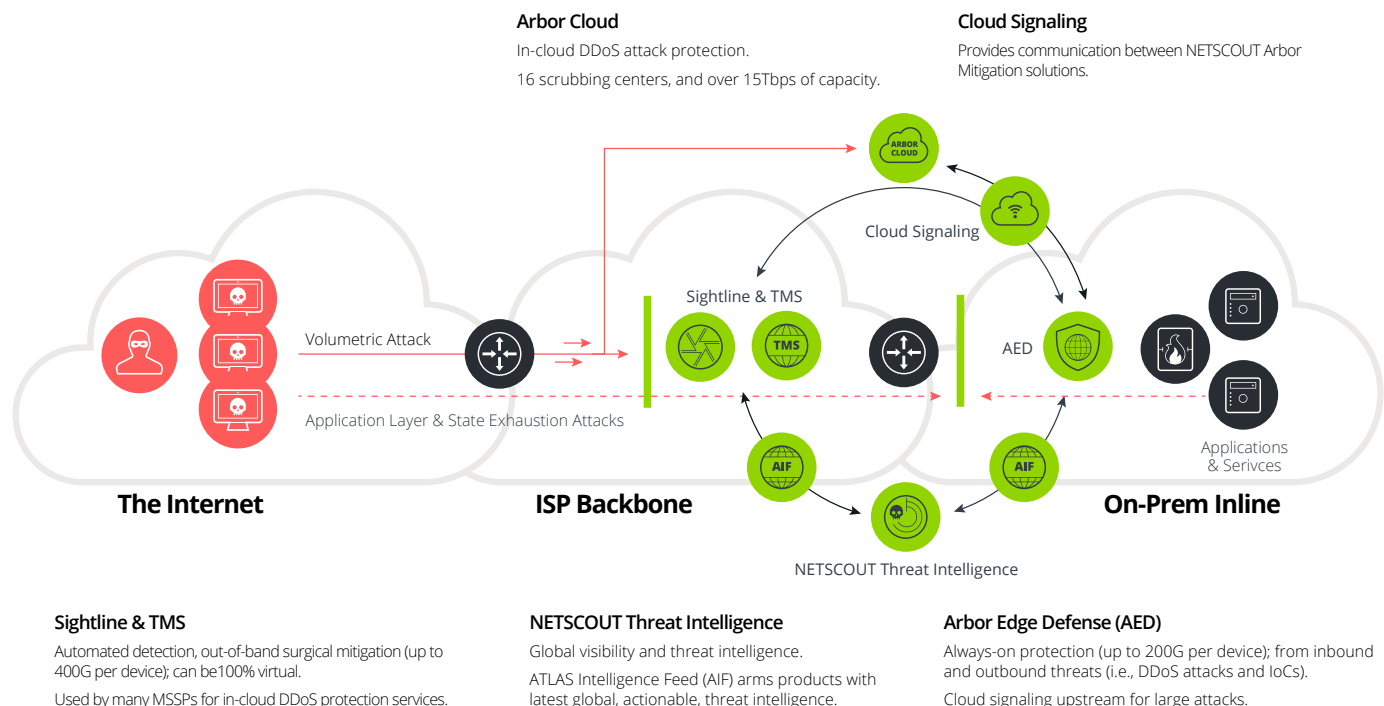 Arbor Cloud
In-cloud DDoS attack protection.
16 scrubbing centers, and over 15Tbps of capacity.
Cloud Signaling
Provides communication between NETSCOUT Arbor
Mitigation solutions.
ARBOR
CLOUD
Cloud Signaling
Sightline & TMS
Volumetric Attack
TMS
AED
Application Layer & State Exhaustion Attacks
Applications
& Serivces
AIF
AIF
The Internet
ISP Backbone
On-Prem Inline
NETSCOUT Threat Intelligence
Sightline & TMS
Automated detection, out-of-band surgical mitigation (up to
400G per device); can be100% virtual.
Used by many MSSPs for in-cloud DDoS protection services.
NETSCOUT Threat Intelligence
Global visibility and threat intelligence.
ATLAS Intelligence Feed (AIF) arms products with
latest global, actionable, threat intelligence.
Arbor Edge Defense (AED)
Always-on protection (up to 200G per device); from inbound
and outbound threats (i.e., DDoS attacks and IoCs).
Cloud signaling upstream for large attacks.